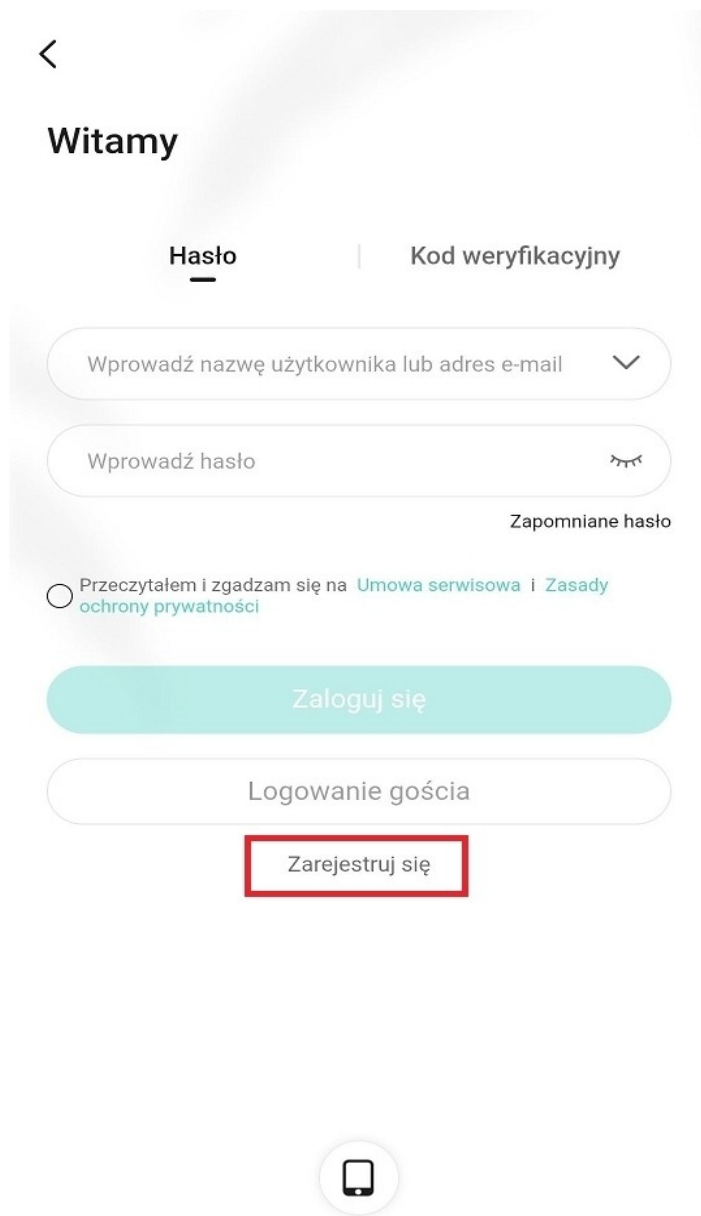 Witamy
Hasło
Kod weryfikacyjny
Wprowadź nazwę użytkownika lub adres e-mail
Wprowadź hasło
Zapomniane hasło
Przeczytałem i zgadzam się na Umowa serwisowa i Zasady
ochrony prywatności
Zaloguj się
Logowanie gościa
Zarejestruj się